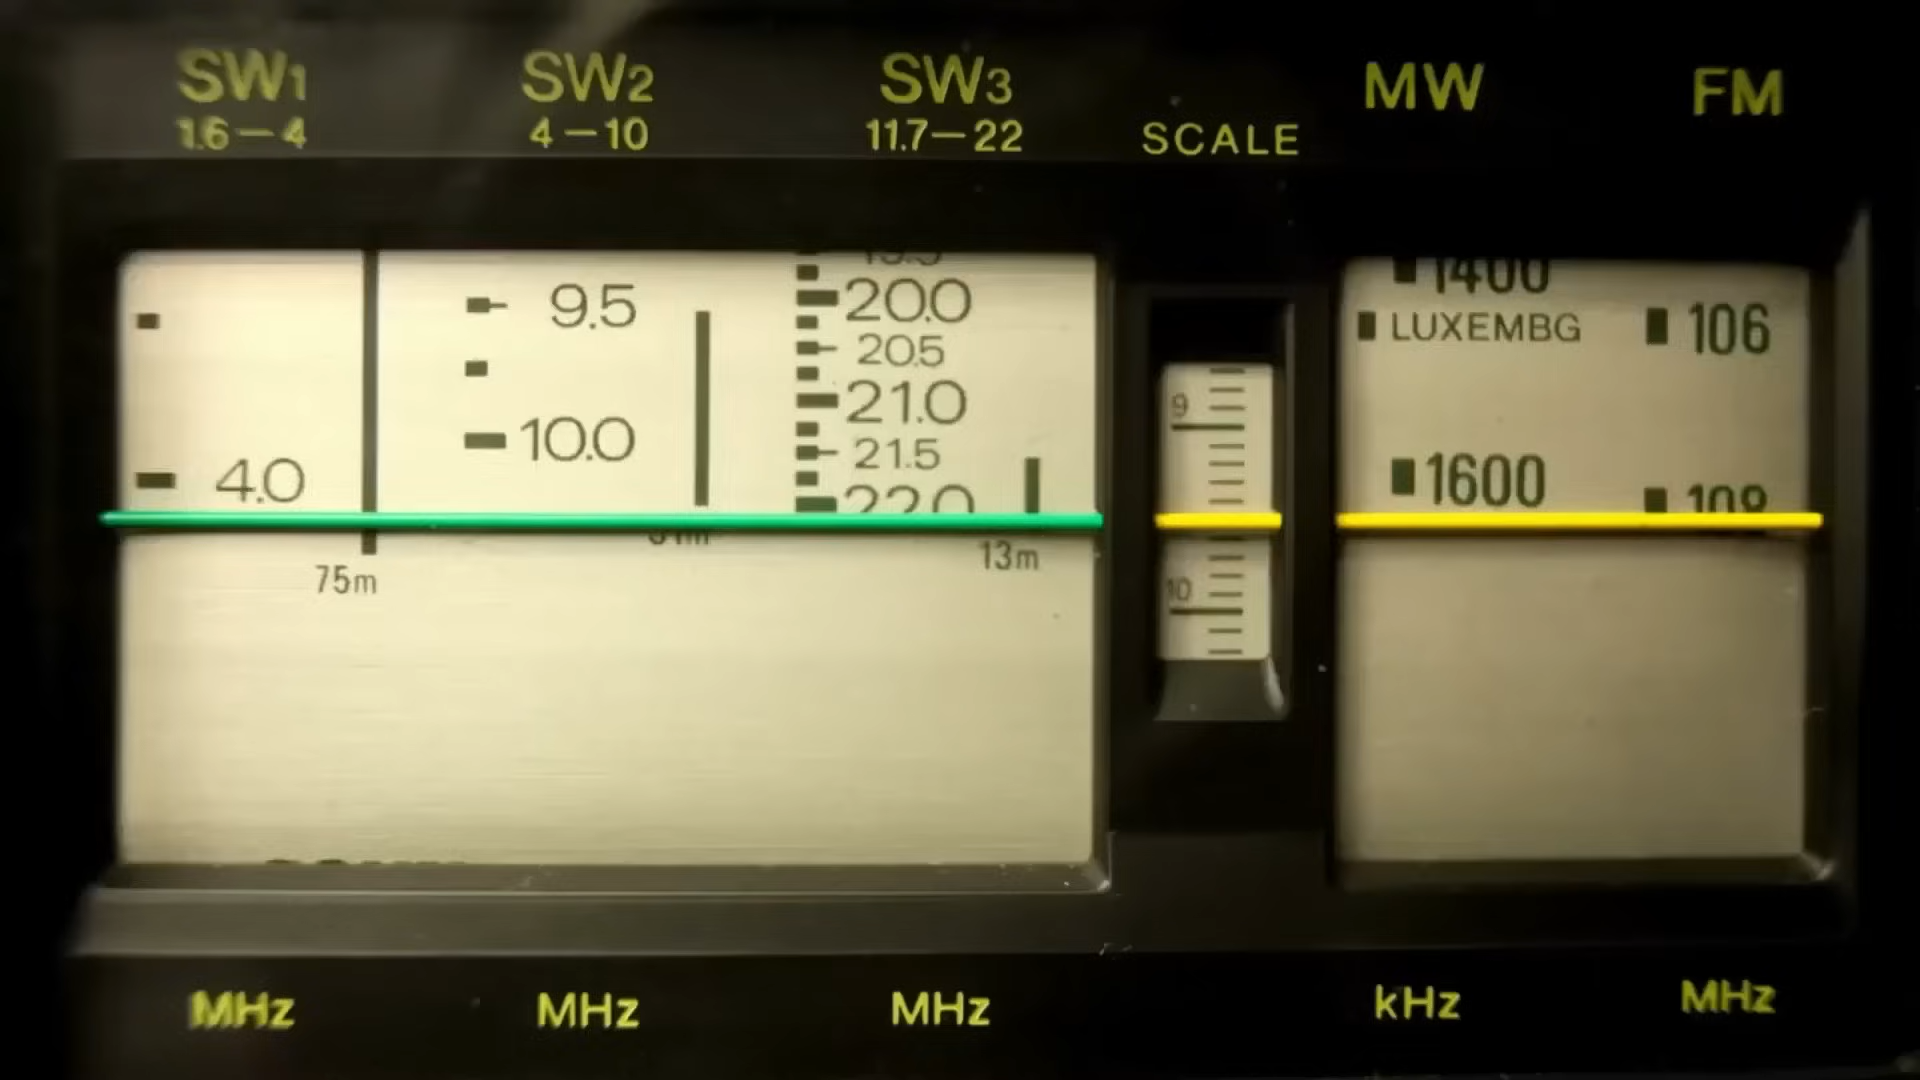 SW1 SW2 SW3 MW FM
1.6–4 4–10 11.7–22 SCALE
20.0
9.5 LUXEMBG 106
20.5
21.0
9
10.0
21.5
4.0 1600
22.0 108
13m
75m
10
MHz MHz MHz kHz MHz